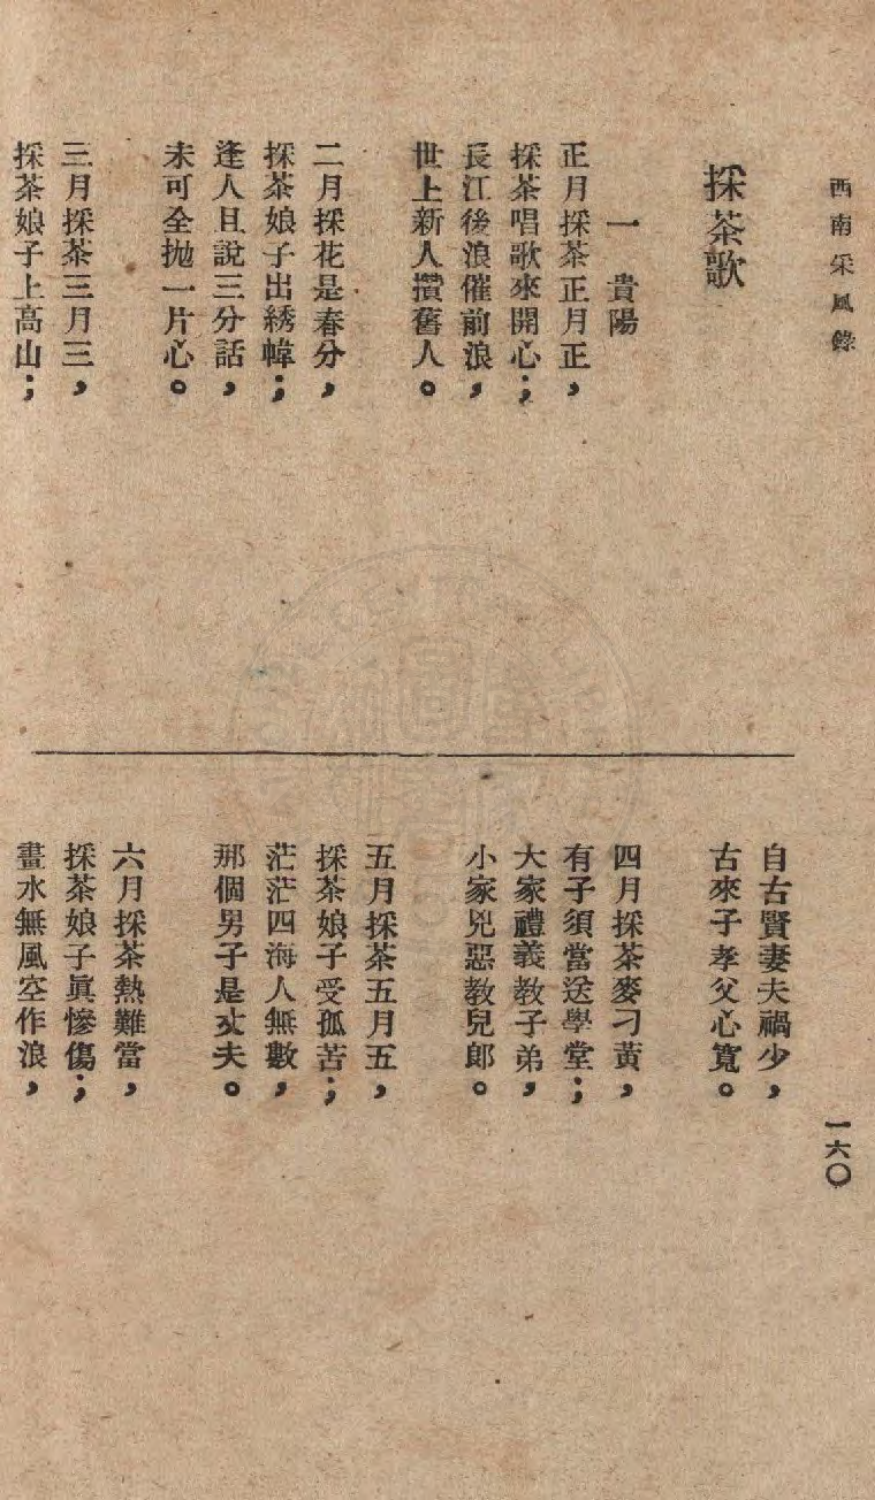 西南采風錄
採茶歌
一 貴陽
正月採茶正月正，
採茶唱歌來開心；
長江後浪催前浪，
世上新人攢舊人。
二月採花是春分，
採茶娘子出綉幃；
逢人且說三分話，
未可全抛一片心。
三月採茶三月三，
採茶娘子上高山；
自古賢妻夫禍少，
古來子孝父心寬。
四月採茶麥刁黃，
有子須當送學堂；
大家禮義教子弟，
小家兇惡教兒郎。
五月採茶五月五，
採茶娘子受孤苦；
茫茫四海人無數，
那個男子是丈夫。
六月採茶熱難當，
採茶娘子眞慘傷；
畫水無風空作浪，
一六〇